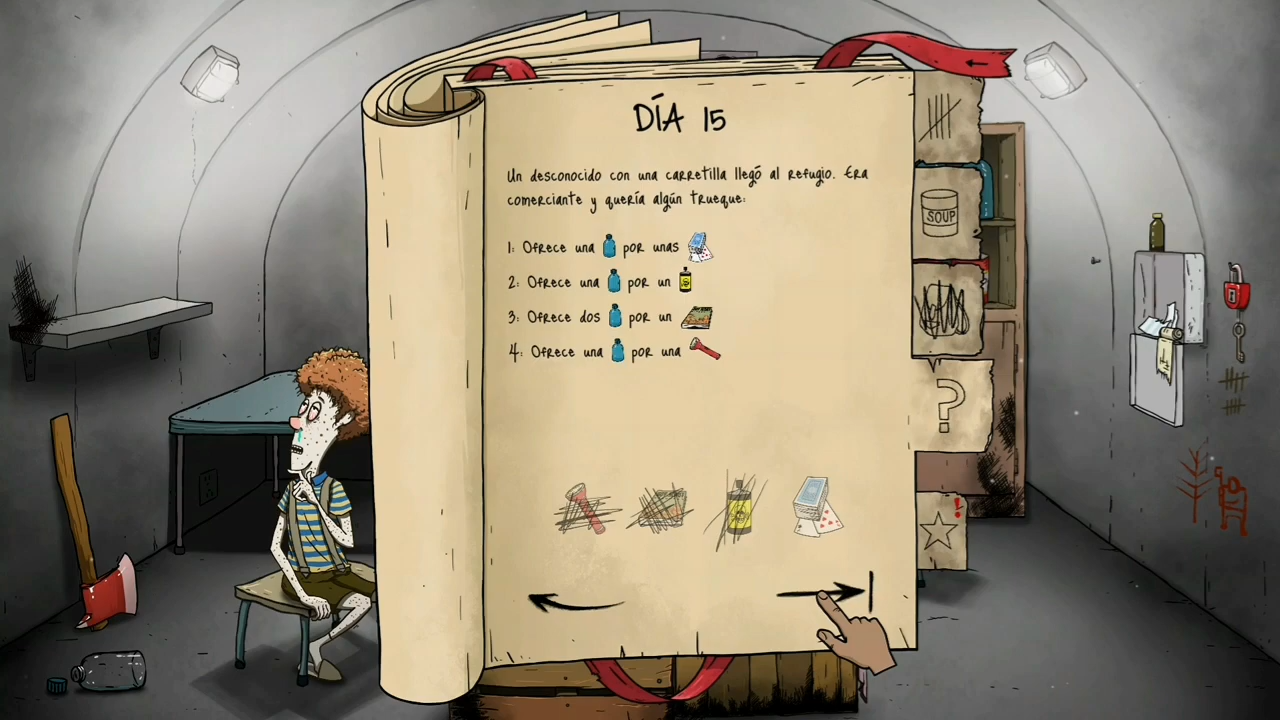 DÍA 15
Un desconocido con una carretilla llegó al refugio. Era
comerciante y quería algún trueque:
1: Ofrece una por unas
2: Ofrece una por un
3: Ofrece dos por un
4: Ofrece una por una
SOUP
?
!